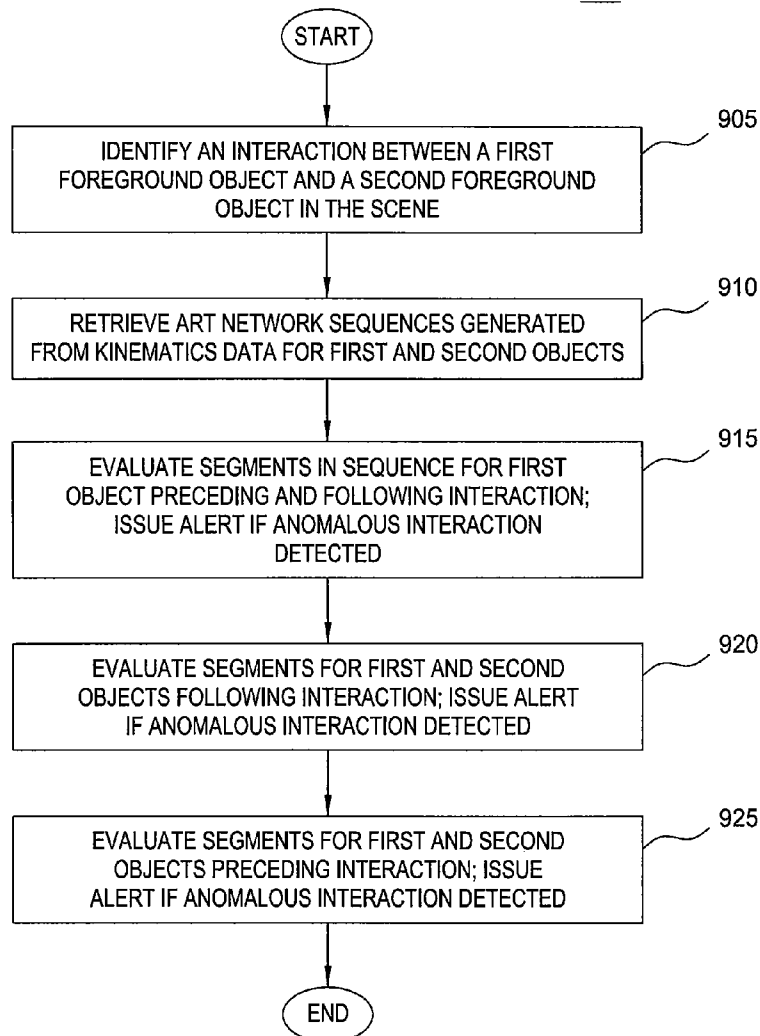 START
905
IDENTIFY AN INTERACTION BETWEEN A FIRST
FOREGROUND OBJECT AND A SECOND FOREGROUND
OBJECT IN THE SCENE
910
RETRIEVE ART NETWORK SEQUENCES GENERATED
FROM KINEMATICS DATA FOR FIRST AND SECOND OBJECTS
915
EVALUATE SEGMENTS IN SEQUENCE FOR FIRST
OBJECT PRECEDING AND FOLLOWING INTERACTION;
ISSUE ALERT IF ANOMALOUS INTERACTION
DETECTED
920
EVALUATE SEGMENTS FOR FIRST AND SECOND
OBJECTS FOLLOWING INTERACTION; ISSUE ALERT
IF ANOMALOUS INTERACTION DETECTED
925
EVALUATE SEGMENTS FOR FIRST AND SECOND
OBJECTS PRECEDING INTERACTION; ISSUE
ALERT IF ANOMALOUS INTERACTION DETECTED
END